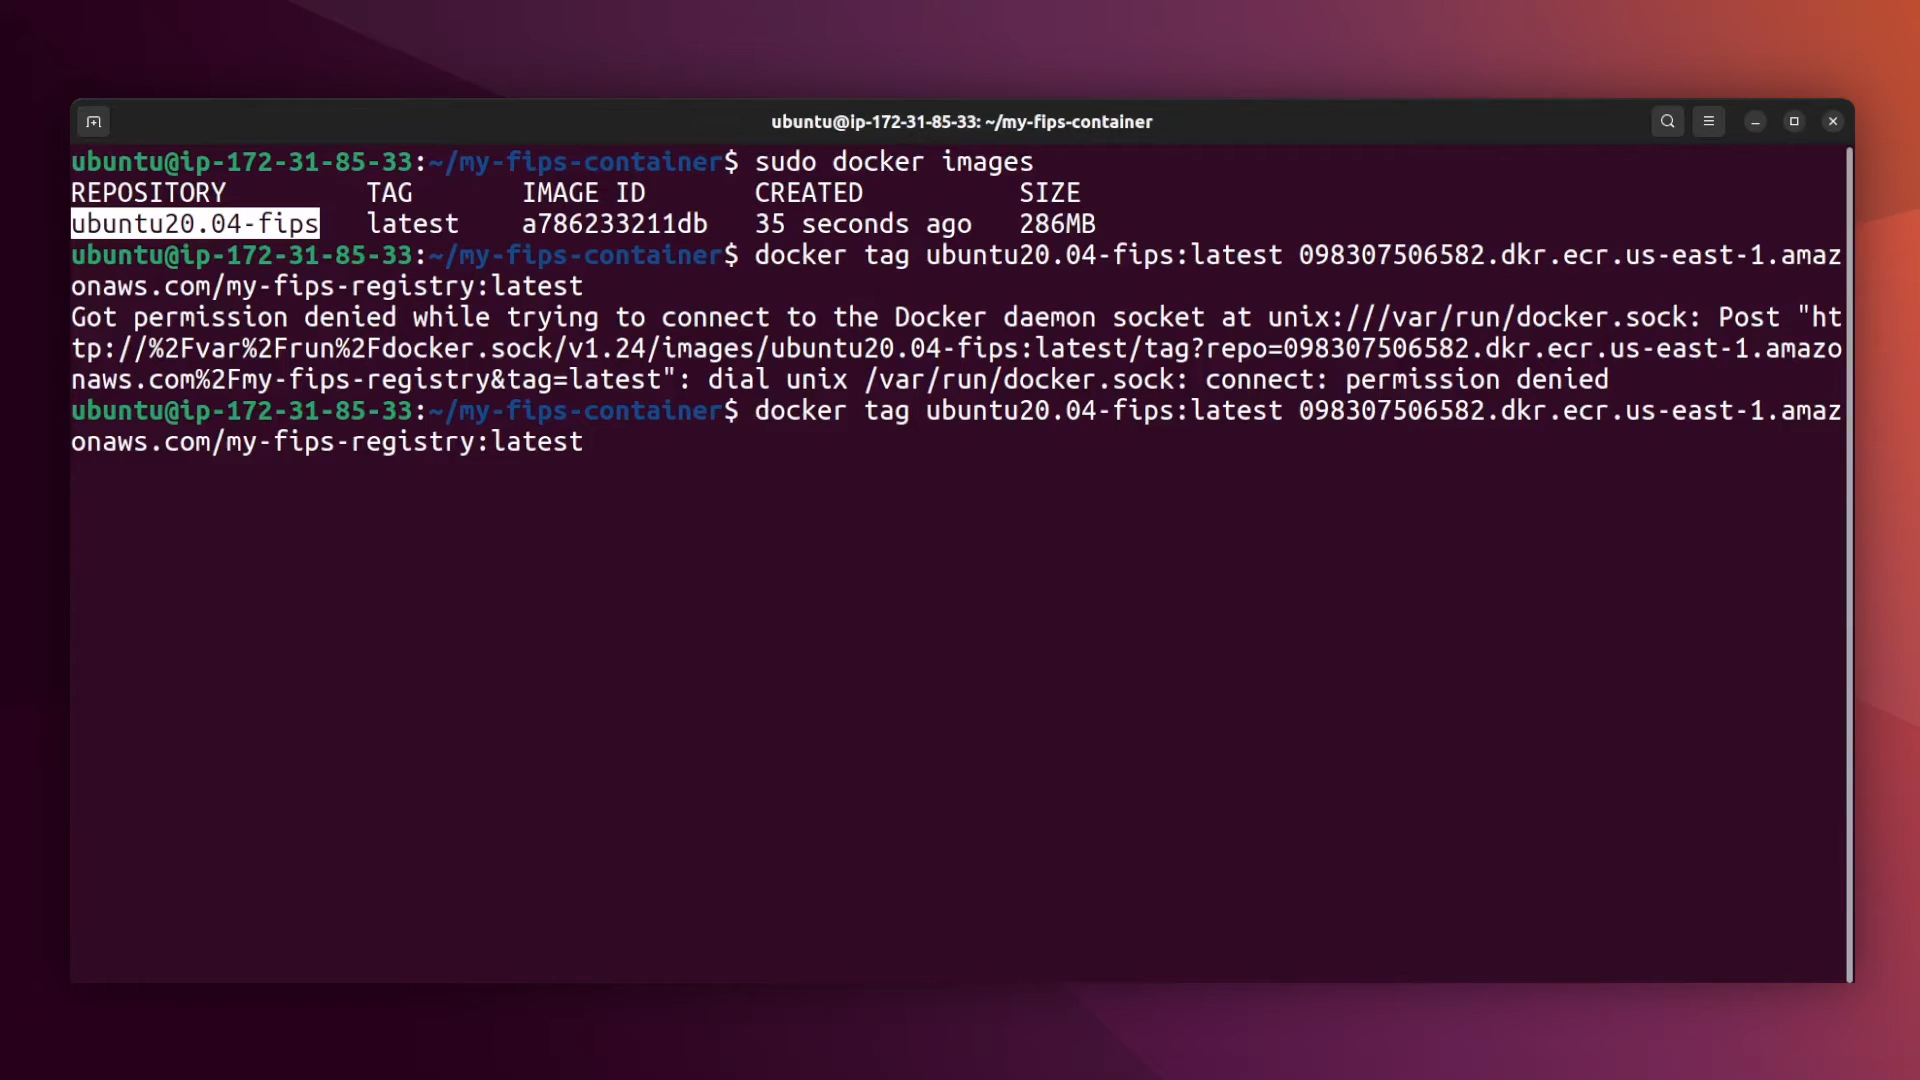 ubuntu@ip-172-31-85-33: ~/my-fips-container
ubuntu@ip-172-31-85-33:~/my-fips-container$ sudo docker images
REPOSITORY         TAG       IMAGE ID       CREATED          SIZE
ubuntu20.04-fips   latest    a786233211db   35 seconds ago   286MB
ubuntu@ip-172-31-85-33:~/my-fips-container$ docker tag ubuntu20.04-fips:latest 098307506582.dkr.ecr.us-east-1.amaz
onaws.com/my-fips-registry:latest
Got permission denied while trying to connect to the Docker daemon socket at unix:///var/run/docker.sock: Post "ht
tp://%2Fvar%2Frun%2Fdocker.sock/v1.24/images/ubuntu20.04-fips:latest/tag?repo=098307506582.dkr.ecr.us-east-1.amazo
naws.com%2Fmy-fips-registry&tag=latest": dial unix /var/run/docker.sock: connect: permission denied
ubuntu@ip-172-31-85-33:~/my-fips-container$ docker tag ubuntu20.04-fips:latest 098307506582.dkr.ecr.us-east-1.amaz
onaws.com/my-fips-registry:latest